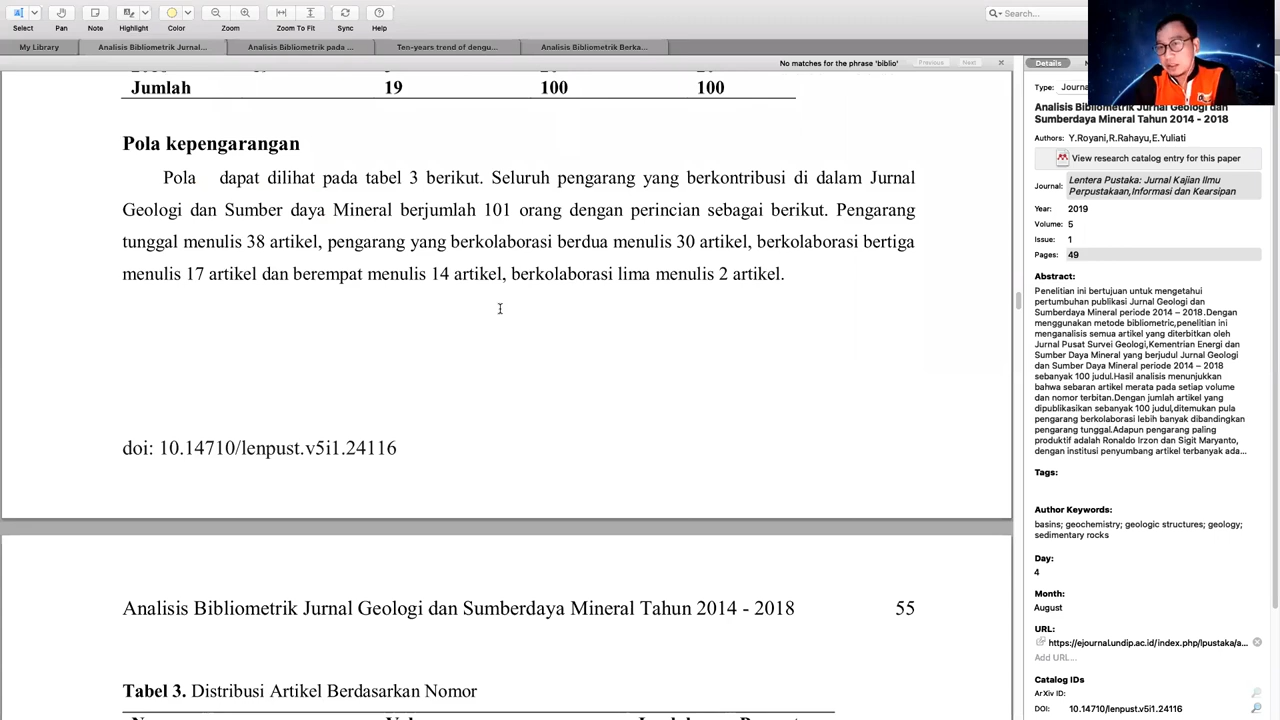 Select
Pan
Note
Highlight
Color
Zoom
Zoom To Fit
Sync
Help
Search...
My Library
Analisis Bibliometrik Jurnal...
Analisis Bibliometrik pada ...
Ten-years trend of dengu...
Analisis Bibliometrik Berka...
No matches for the phrase 'biblio'
Previous
Next
Jumlah 19 100 100
Pola kepengarangan
Pola dapat dilihat pada tabel 3 berikut. Seluruh pengarang yang berkontribusi di dalam Jurnal
Geologi dan Sumber daya Mineral berjumlah 101 orang dengan perincian sebagai berikut. Pengarang
tunggal menulis 38 artikel, pengarang yang berkolaborasi berdua menulis 30 artikel, berkolaborasi bertiga
menulis 17 artikel dan berempat menulis 14 artikel, berkolaborasi lima menulis 2 artikel.
doi: 10.14710/lenpust.v5i1.24116
Analisis Bibliometrik Jurnal Geologi dan Sumberdaya Mineral Tahun 2014 - 2018 55
Tabel 3. Distribusi Artikel Berdasarkan Nomor
Details
Type: Journa
Analisis Bibliometrik Jurnal Geologi dan
Sumberdaya Mineral Tahun 2014 - 2018
Authors: Y.Royani,R.Rahayu,E.Yuliati
View research catalog entry for this paper
Journal: Lentera Pustaka: Jurnal Kajian Ilmu
Perpustakaan,Informasi dan Kearsipan
Year: 2019
Volume: 5
Issue: 1
Pages: 49
Abstract:
Penelitian ini bertujuan untuk mengetahui
pertumbuhan publikasi Jurnal Geologi dan
Sumberdaya Mineral periode 2014 – 2018.Dengan
menggunakan metode bibliometric,penelitian ini
menganalisis semua artikel yang diterbitkan oleh
Jurnal Pusat Survei Geologi,Kementrian Energi dan
Sumber Daya Mineral yang berjudul Jurnal Geologi
dan Sumber Daya Mineral periode 2014 – 2018
sebanyak 100 judul.Hasil analisis menunjukkan
bahwa sebaran artikel merata pada setiap volume
dan nomor terbitan.Dengan jumlah artikel yang
dipublikasikan sebanyak 100 judul,ditemukan pula
pengarang berkolaborasi lebih banyak dibandingkan
pengarang tunggal.Adapun pengarang paling
produktif adalah Ronaldo Irzon dan Sigit Maryanto,
dengan institusi penyumbang artikel terbanyak ada...
Tags:
Author Keywords:
basins; geochemistry; geologic structures; geology;
sedimentary rocks
Day:
4
Month:
August
URL:
https://ejournal.undip.ac.id/index.php/lpustaka/a...
Add URL...
Catalog IDs
ArXiv ID:
DOI: 10.14710/lenpust.v5i1.24116